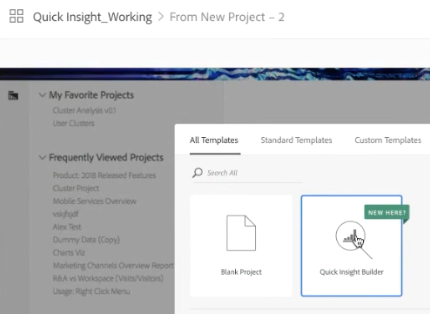 Quick Insight_Working > From New Project – 2
My Favorite Projects
Cluster Analysis v0.1
User Clusters
Frequently Viewed Projects
Product: 2018 Released Features
Cluster Project
Mobile Services Overview
Alex Test
Dummy Data (Copy)
Charts Viz
Marketing Channels Overview Report
R&A vs Workspace (Visits/Visitors)
Usage: Right Click Menu
All Templates Standard Templates Custom Templates
Search All
NEW HERE?
Blank Project Quick Insight Builder